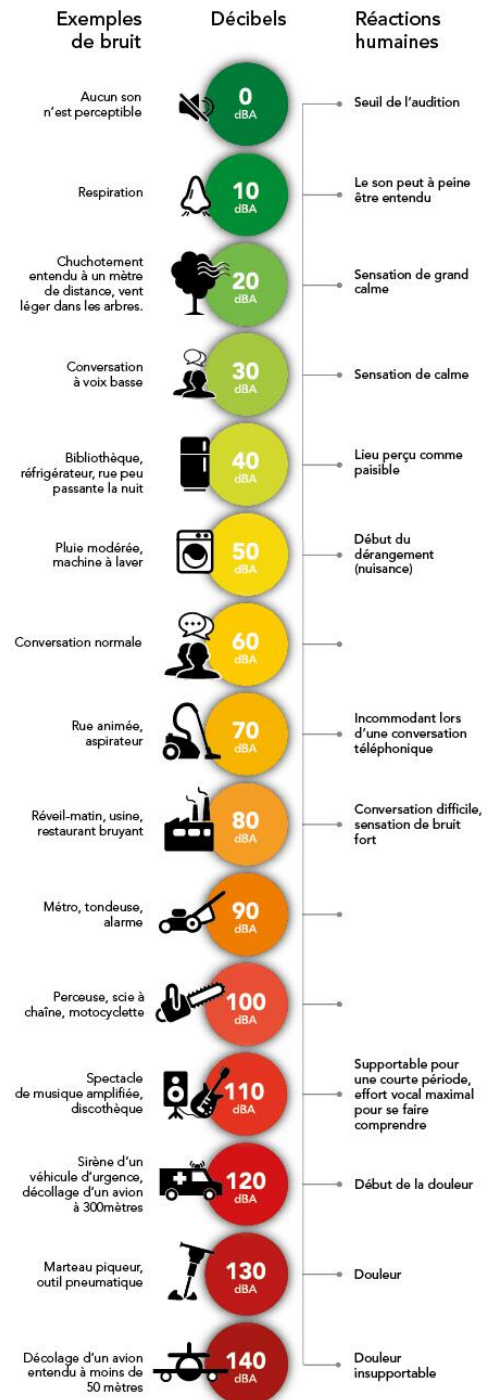 Exemples
de bruit
Décibels
Réactions
humaines
Aucun son
n'est perceptible
0
dBA
Seuil de l'audition
Respiration
10
dBA
Le son peut à peine
être entendu
Chuchotement
entendu à un mètre
de distance, vent
léger dans les arbres.
20
dBA
Sensation de grand
calme
Conversation
à voix basse
30
dBA
Sensation de calme
Bibliothèque,
réfrigérateur, rue peu
passante la nuit
40
dBA
Lieu perçu comme
paisible
Pluie modérée,
machine à laver
50
dBA
Début du
dérangement
(nuisance)
Conversation normale
60
dBA
Rue animée,
aspirateur
70
dBA
Incommodant lors
d'une conversation
téléphonique
Réveil-matin, usine,
restaurant bruyant
80
dBA
Conversation difficile,
sensation de bruit
fort
Métro, tondeuse,
alarme
90
dBA
Perceuse, scie à
chaîne, motocyclette
100
dBA
Spectacle
de musique amplifiée,
discothèque
110
dBA
Supportable pour
une courte période,
effort vocal maximal
pour se faire
comprendre
Sirène d'un
véhicule d'urgence,
décollage d'un avion
à 300mètres
120
dBA
Début de la douleur
Marteau piqueur,
outil pneumatique
130
dBA
Douleur
Décolage d'un avion
entendu à moins de
50 mètres
140
dBA
Douleur
insupportable